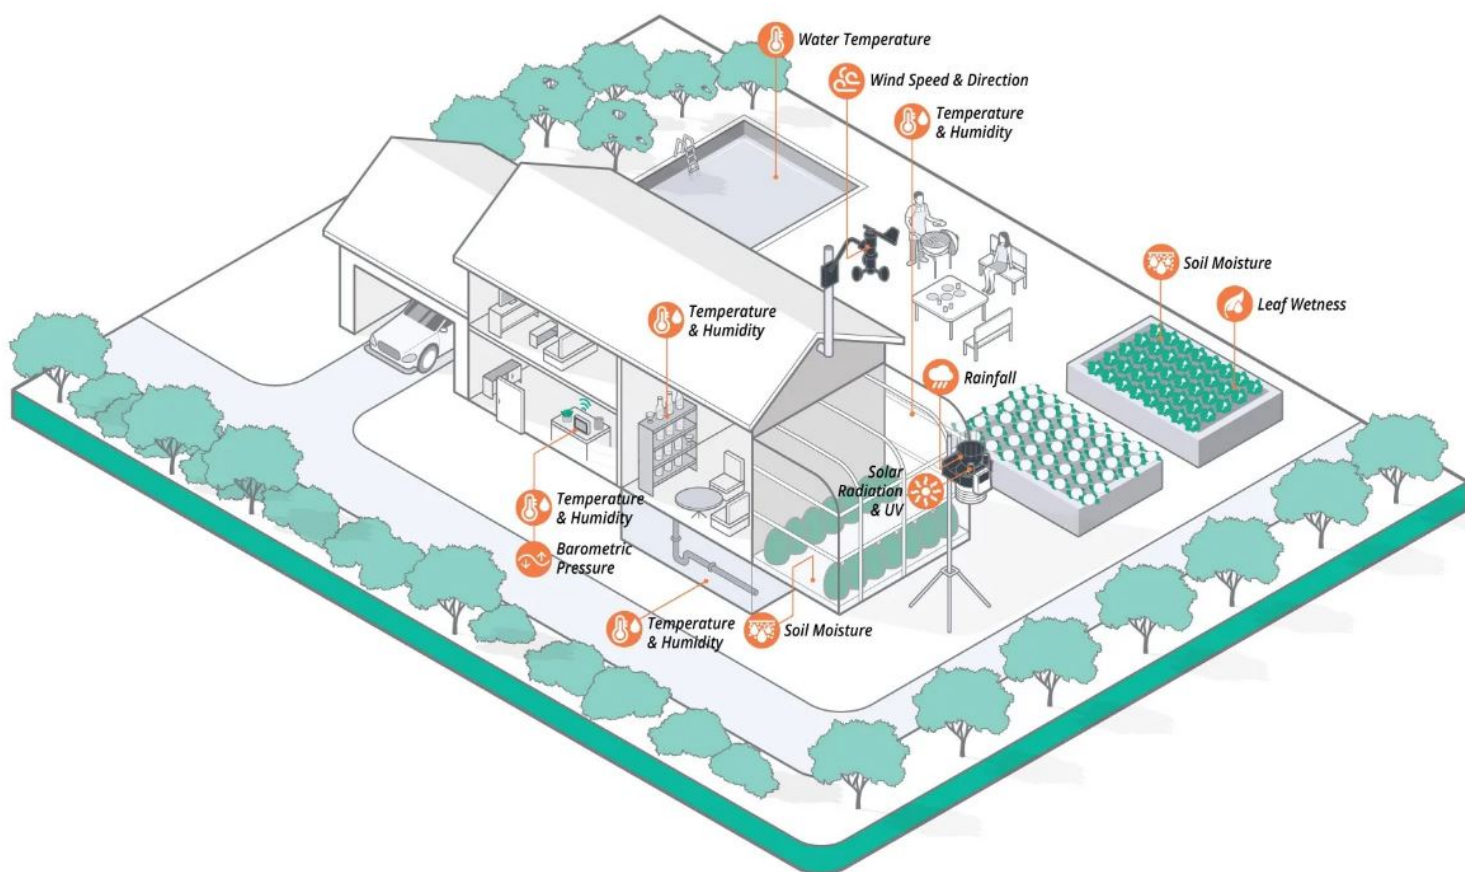 Water Temperature
Wind Speed & Direction
Temperature
& Humidity
Soil Moisture
Leaf Wetness
Temperature
& Humidity
Rainfall
Solar
Radiation
& UV
Temperature
& Humidity
Barometric
Pressure
Temperature
& Humidity
Soil Moisture